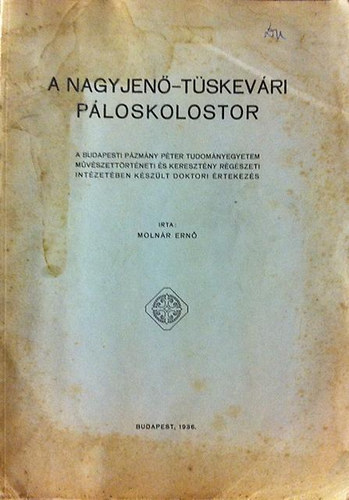 A NAGYJENŐ–TÜSKEVÁRI
PÁLOSKOLOSTOR
A BUDAPESTI PÁZMÁNY PÉTER TUDOMÁNYEGYETEM
MŰVÉSZETTÖRTÉNETI ÉS KERESZTÉNY RÉGÉSZETI
INTÉZETÉBEN KÉSZÜLT DOKTORI ÉRTEKEZÉS
IRTA:
MOLNÁR ERNŐ
BUDAPEST, 1936.